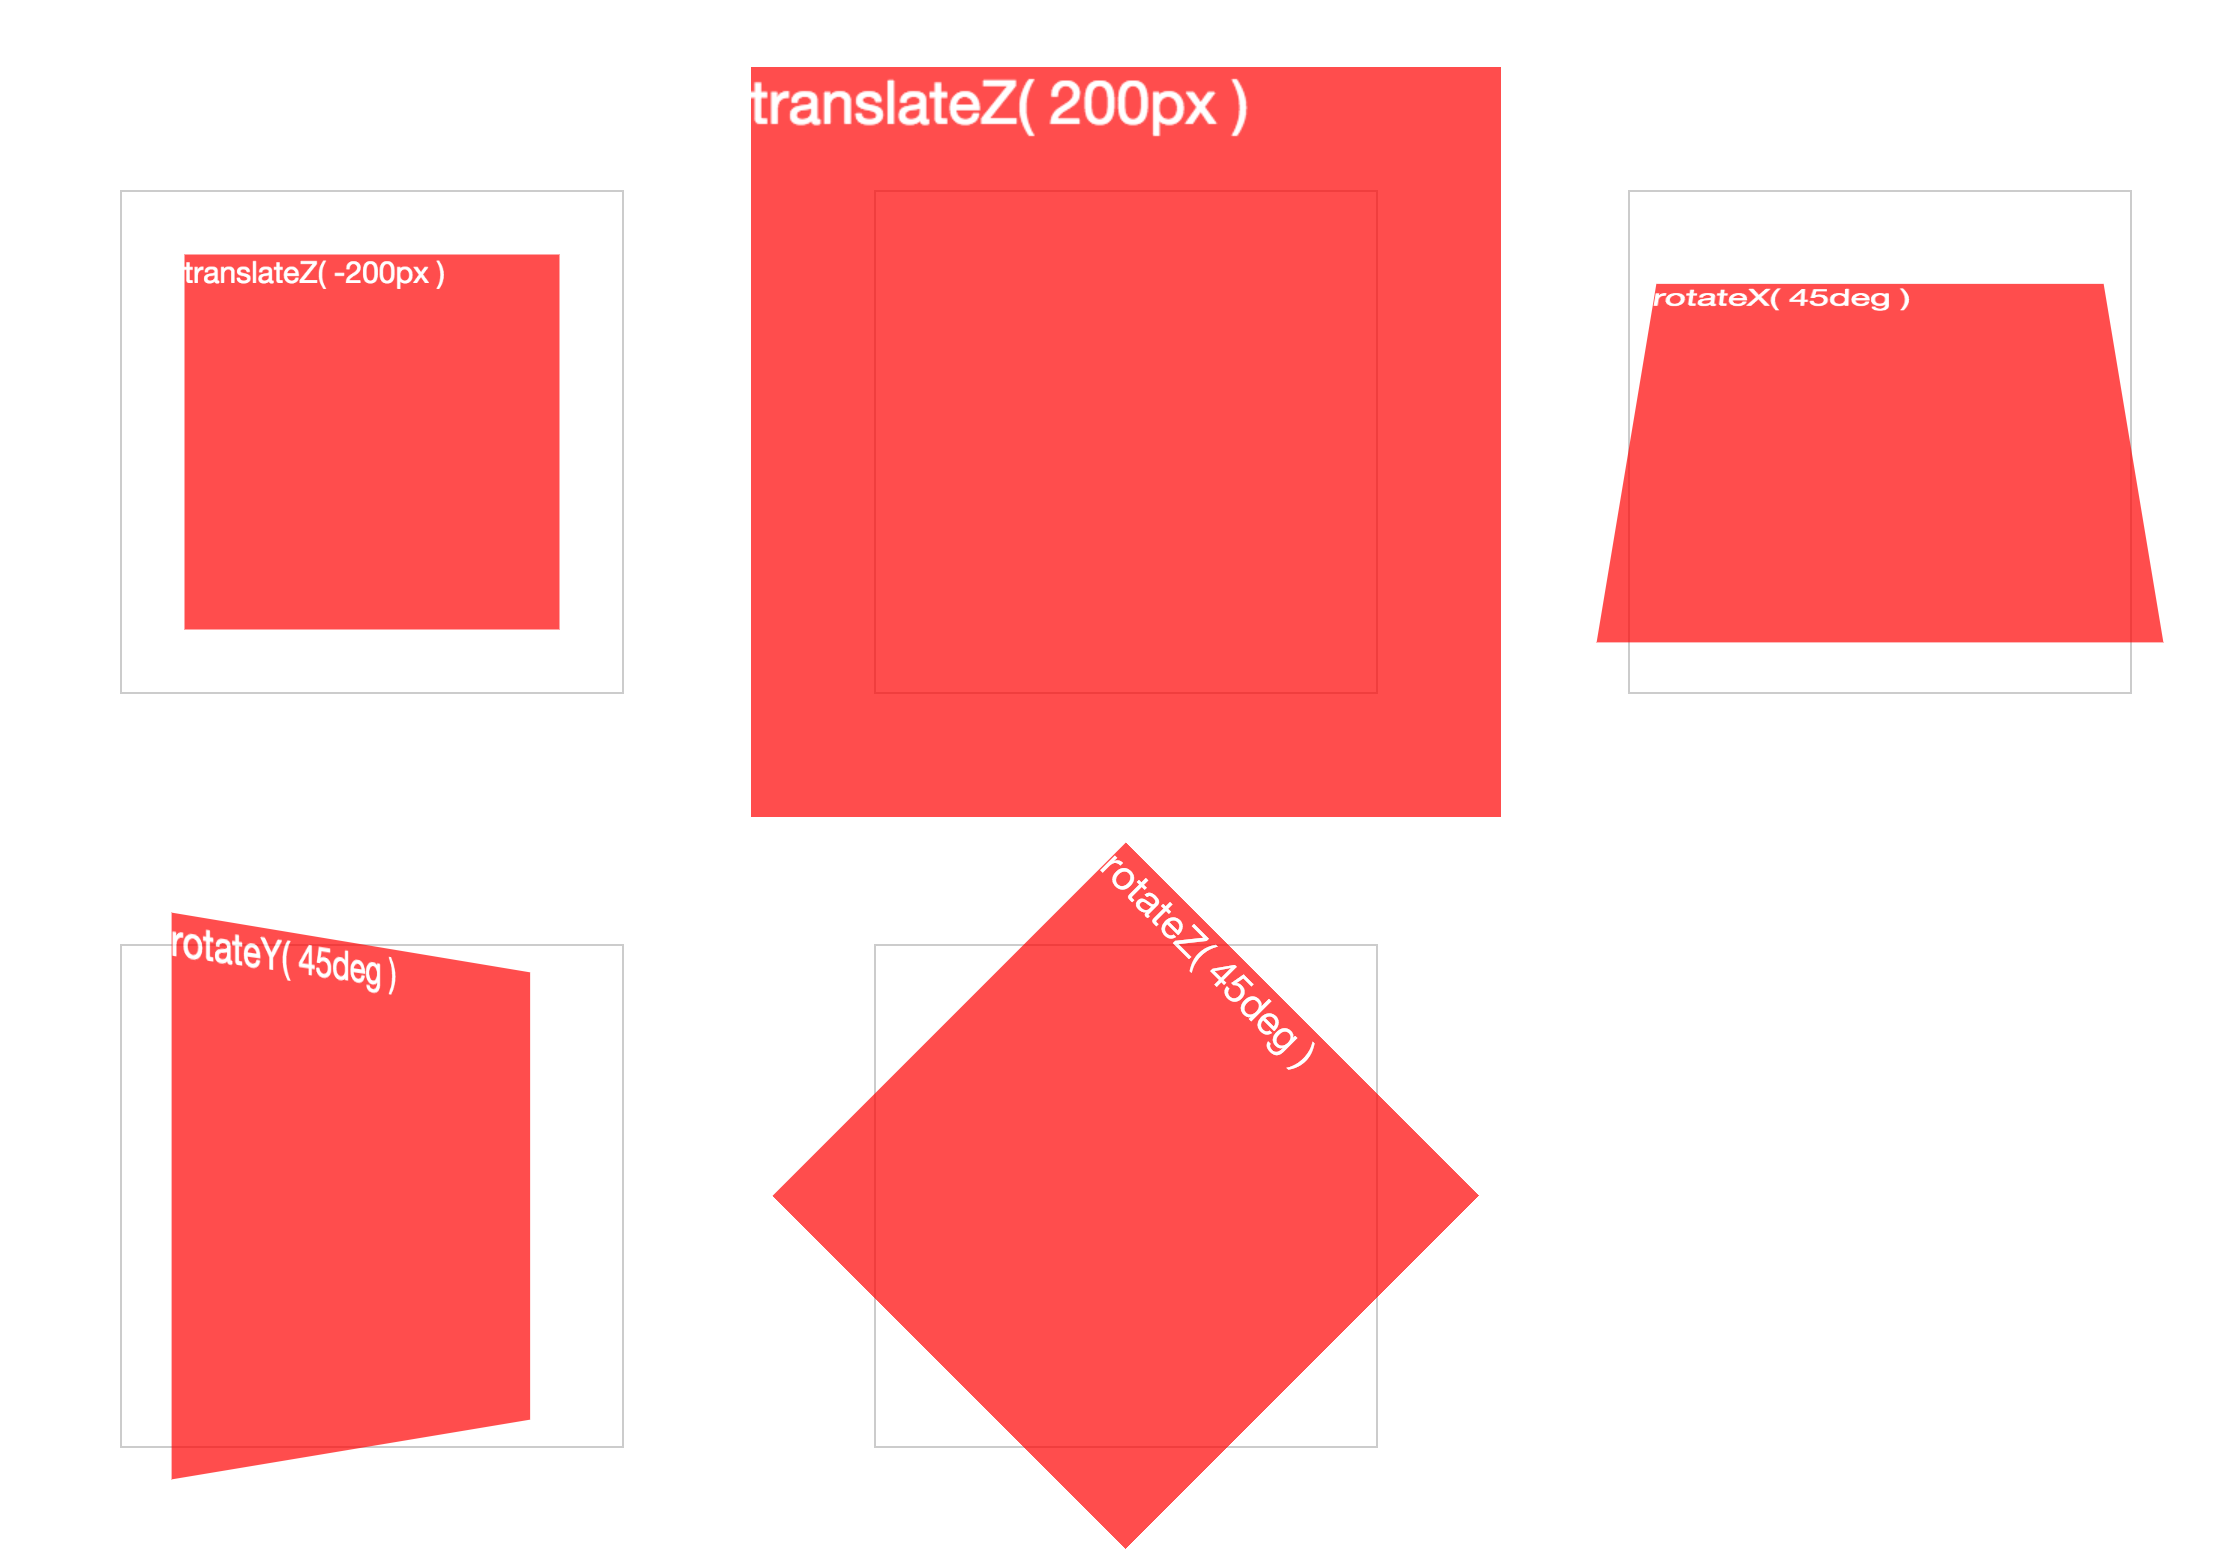 translateZ( 200px )
translateZ( -200px )
rotateX( 45deg )
rotateY( 45deg )
rotateZ( 45deg )